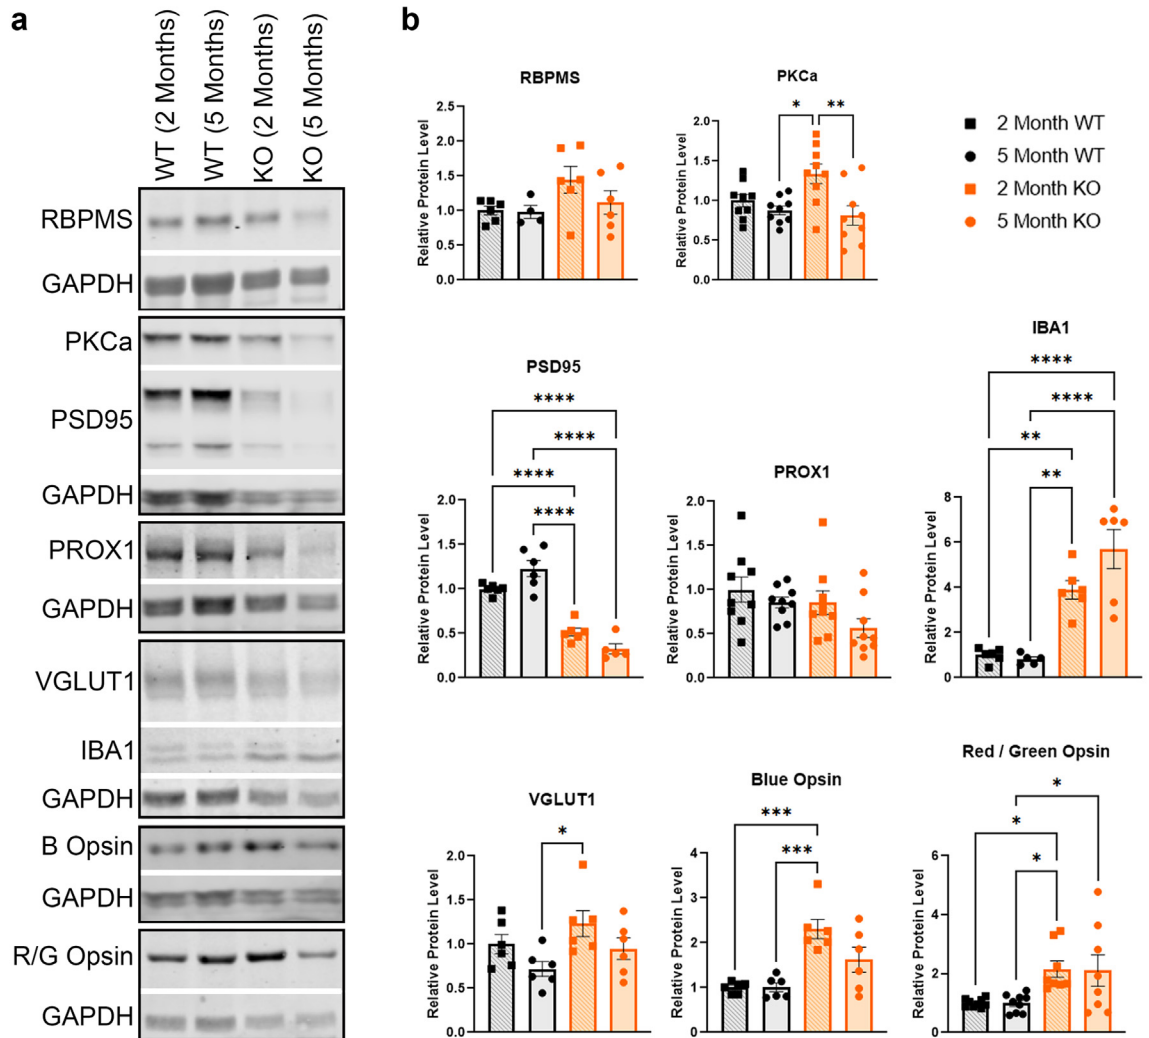 a
WT (2 Months)
WT (5 Months)
KO (2 Months)
KO (5 Months)
RBPMS
GAPDH
PKCa
PSD95
GAPDH
PROX1
GAPDH
VGLUT1
IBA1
GAPDH
B Opsin
GAPDH
R/G Opsin
GAPDH
b
RBPMS
Relative Protein Level
2.5
2.0
1.5
1.0
0.5
0.0
PKCa
* **
Relative Protein Level
2.0
1.5
1.0
0.5
0.0
2 Month WT
5 Month WT
2 Month KO
5 Month KO
PSD95
****
****
****
****
Relative Protein Level
2.0
1.5
1.0
0.5
0.0
PROX1
Relative Protein Level
2.0
1.5
1.0
0.5
0.0
IBA1
****
****
**
**
Relative Protein Level
8
6
4
2
0
VGLUT1
*
Relative Protein Level
2.0
1.5
1.0
0.5
0.0
Blue Opsin
***
***
Relative Protein Level
4
3
2
1
0
Red / Green Opsin
*
*
*
Relative Protein Level
6
4
2
0